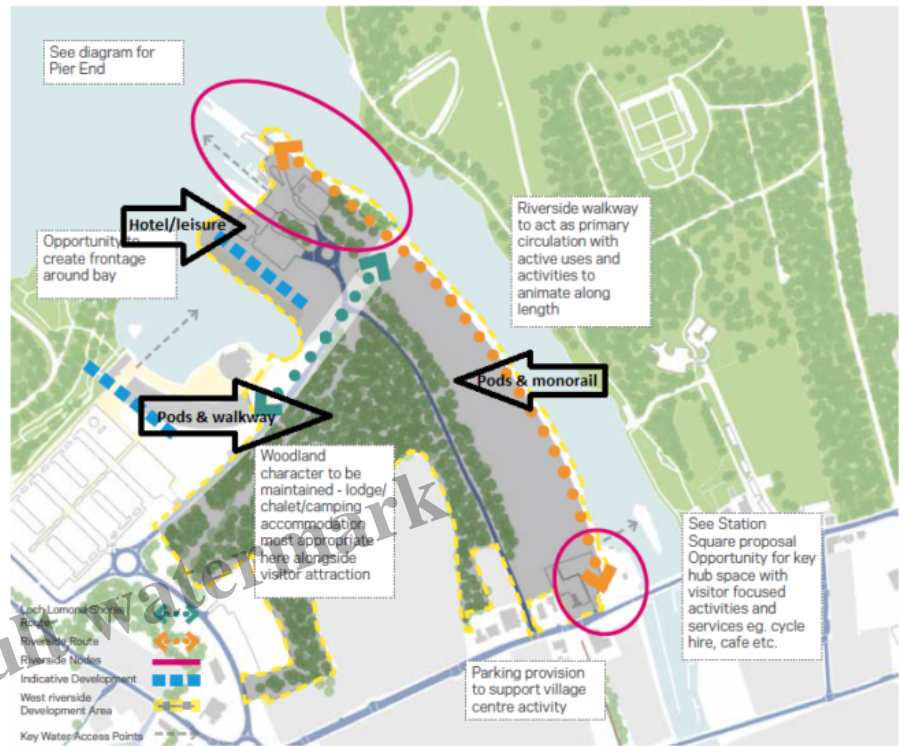 See diagram for
Pier End
Hotel/leisure
Opportunity to
create frontage
around bay
Riverside walkway
to act as primary
circulation with
active uses and
activities to
animate along
length
Pods & monorail
Pods & walkway
Woodland
character to be
maintained - lodge/
chalet/camping
accommodation
most appropriate
here alongside
visitor attraction
See Station
Square proposal
Opportunity for key
hub space with
visitor focused
activities and
services eg. cycle
hire, cafe etc.
Parking provision
to support village
centre activity
Loch Lomond Shores
Route
Riverside Route
Riverside Nodes
Indicative Development
West riverside
Development Area
Key Water Access Points
watermark